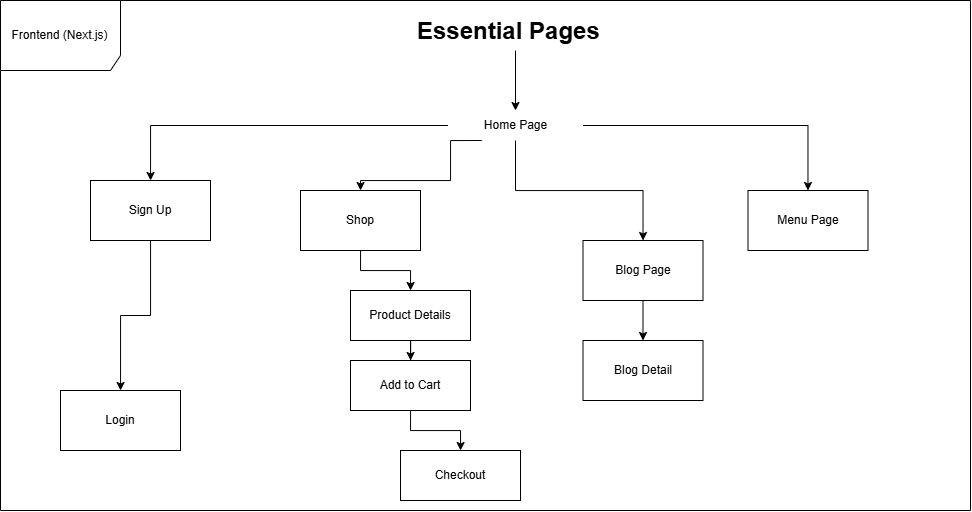 Frontend (Next.js)
Essential Pages
Home Page
Sign Up
Shop
Menu Page
Blog Page
Product Details
Blog Detail
Add to Cart
Login
Checkout